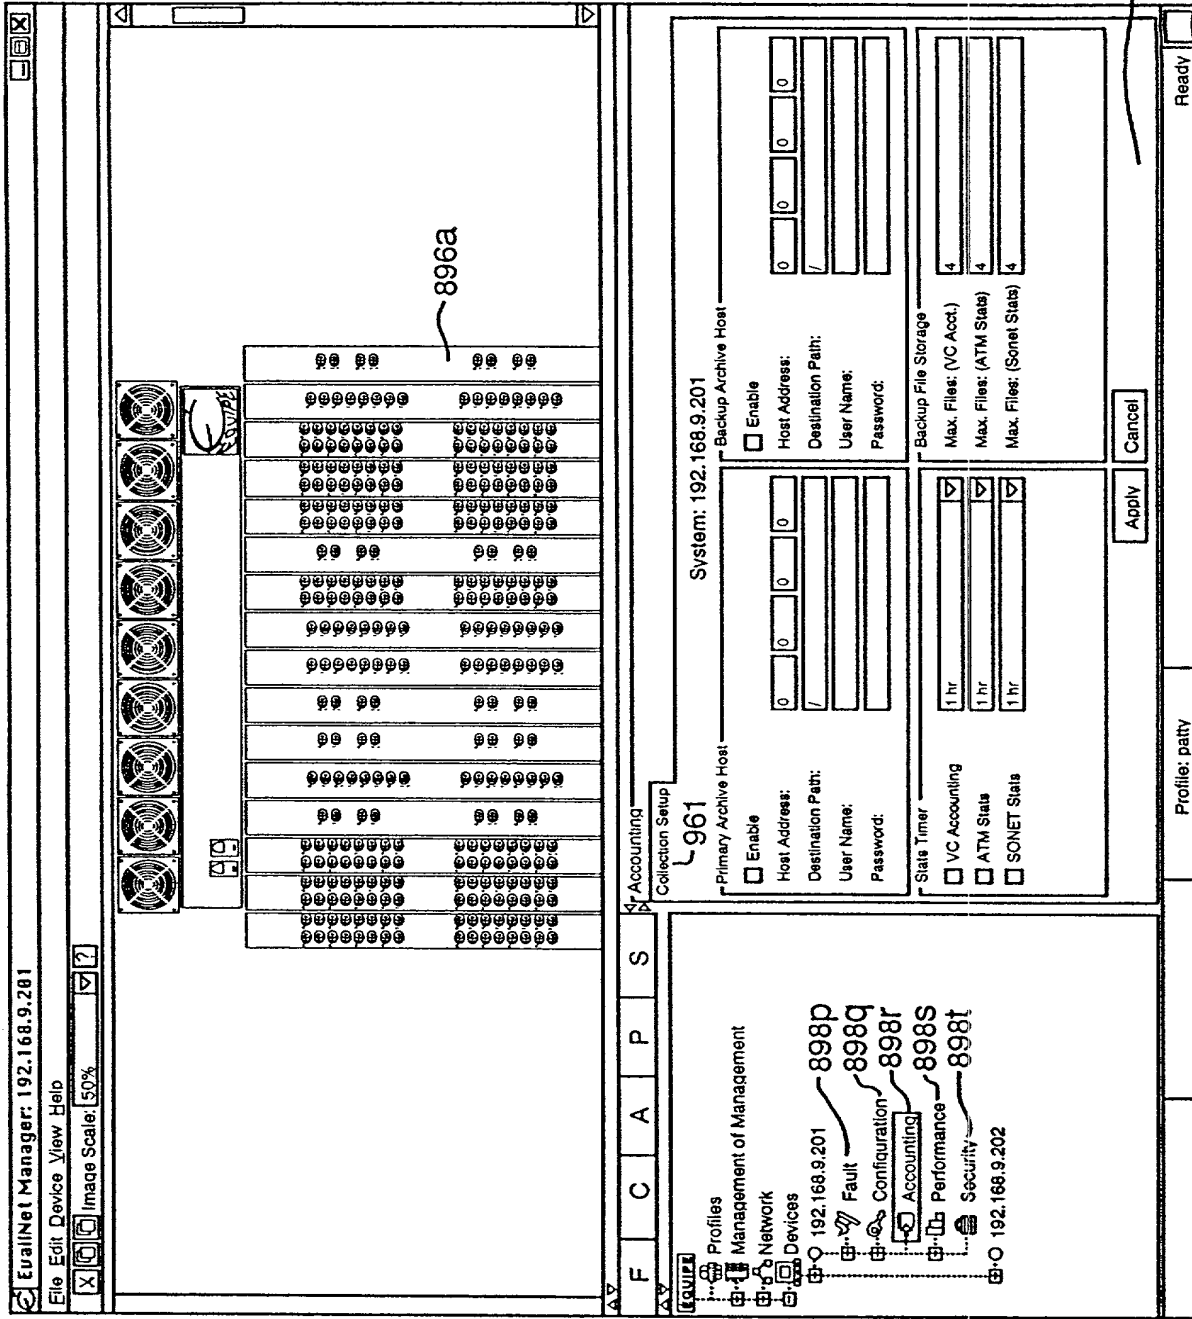 EuallNet Manager: 192.168.9.201
File Edit Device View Help
X Image Scale: 50% ?
896a
F C A P S
EQUIPE
Profiles
Management of Management
Network
Devices
192.168.9.201
Fault
Configuration
Accounting
Performance
Security
192.168.9.202
898p
898q
898r
898s
898t
Accounting
Collection Setup
961
System: 192.168.9.201
Primary Archive Host
Enable
Host Address: 0 0 0 0
Destination Path: /
User Name:
Password:
Backup Archive Host
Enable
Host Address: 0 0 0 0
Destination Path: /
User Name:
Password:
Stats Timer
VC Accounting 1 hr
ATM Stats 1 hr
SONET Statls 1 hr
Backup File Storage
Max. Files: (VC Acct.) 4
Max. Files: (ATM Stats) 4
Max. Files: (Sonet Stats) 4
Apply Cancel
Profile: patty
Ready